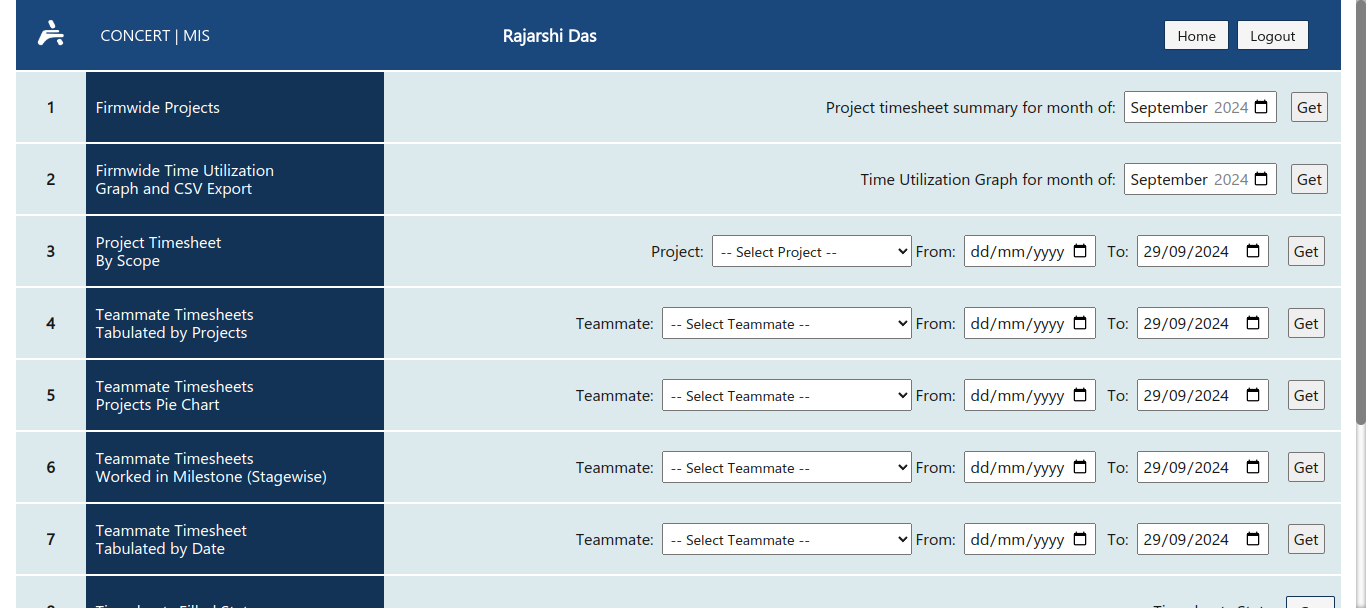 CONCERT | MIS
Rajarshi Das
Home
Logout
1
Firmwide Projects
Project timesheet summary for month of:
September 2024
Get
2
Firmwide Time Utilization
Graph and CSV Export
Time Utilization Graph for month of:
September 2024
Get
3
Project Timesheet
By Scope
Project:
-- Select Project --
From:
dd/mm/yyyy
To:
29/09/2024
Get
4
Teammate Timesheets
Tabulated by Projects
Teammate:
-- Select Teammate --
From:
dd/mm/yyyy
To:
29/09/2024
Get
5
Teammate Timesheets
Projects Pie Chart
Teammate:
-- Select Teammate --
From:
dd/mm/yyyy
To:
29/09/2024
Get
6
Teammate Timesheets
Worked in Milestone (Stagewise)
Teammate:
-- Select Teammate --
From:
dd/mm/yyyy
To:
29/09/2024
Get
7
Teammate Timesheet
Tabulated by Date
Teammate:
-- Select Teammate --
From:
dd/mm/yyyy
To:
29/09/2024
Get